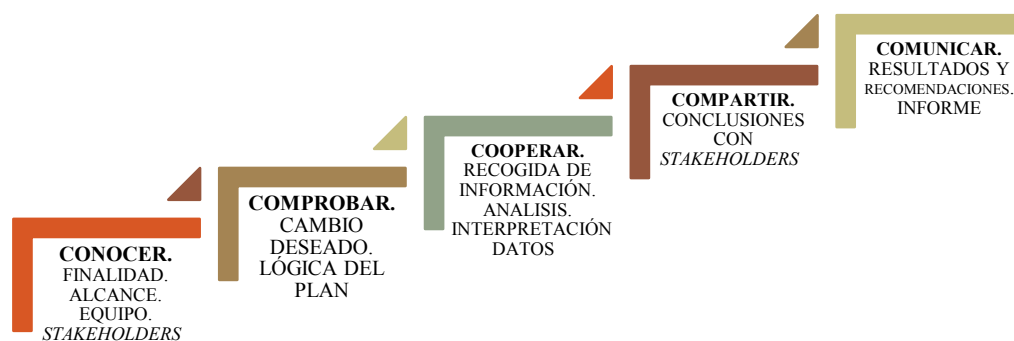 CONOCER.
FINALIDAD.
ALCANCE.
EQUIPO.
STAKEHOLDERS
COMPROBAR.
CAMBIO
DESEADO.
LÓGICA DEL
PLAN
COOPERAR.
RECOGIDA DE
INFORMACIÓN.
ANALISIS.
INTERPRETACIÓN
DATOS
COMPARTIR.
CONCLUSIONES
CON
STAKEHOLDERS
COMUNICAR.
RESULTADOS Y
RECOMENDACIONES.
INFORME